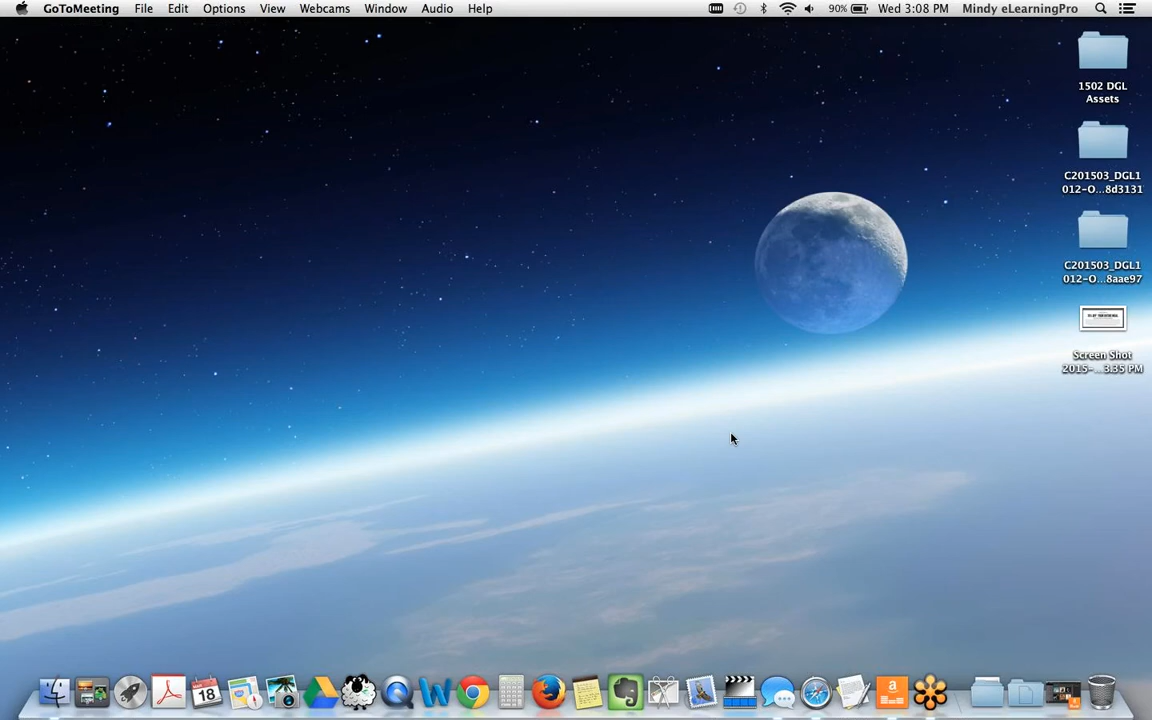 GoToMeeting File Edit Options View Webcams Window Audio Help 90% Wed 3:08 PM Mindy eLearningPro
1502 DGL
Assets
C201503_DGL1
012-O...8d3131
C201503_DGL1
012-O...8aae97
Screen Shot
2015-...3.35 PM
18